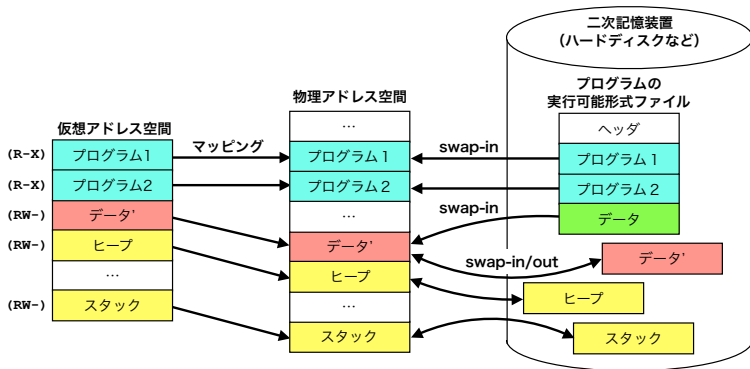 二次記憶装置
（ハードディスクなど）
プログラムの
実行可能形式ファイル
ヘッダ
プログラム1
プログラム2
データ
データ’
ヒープ
スタック
物理アドレス空間
…
プログラム1
プログラム2
…
データ’
ヒープ
…
スタック
仮想アドレス空間
(R-X) プログラム1
(R-X) プログラム2
(RW-) データ’
(RW-) ヒープ
…
(RW-) スタック
マッピング
swap-in
swap-in
swap-in/out